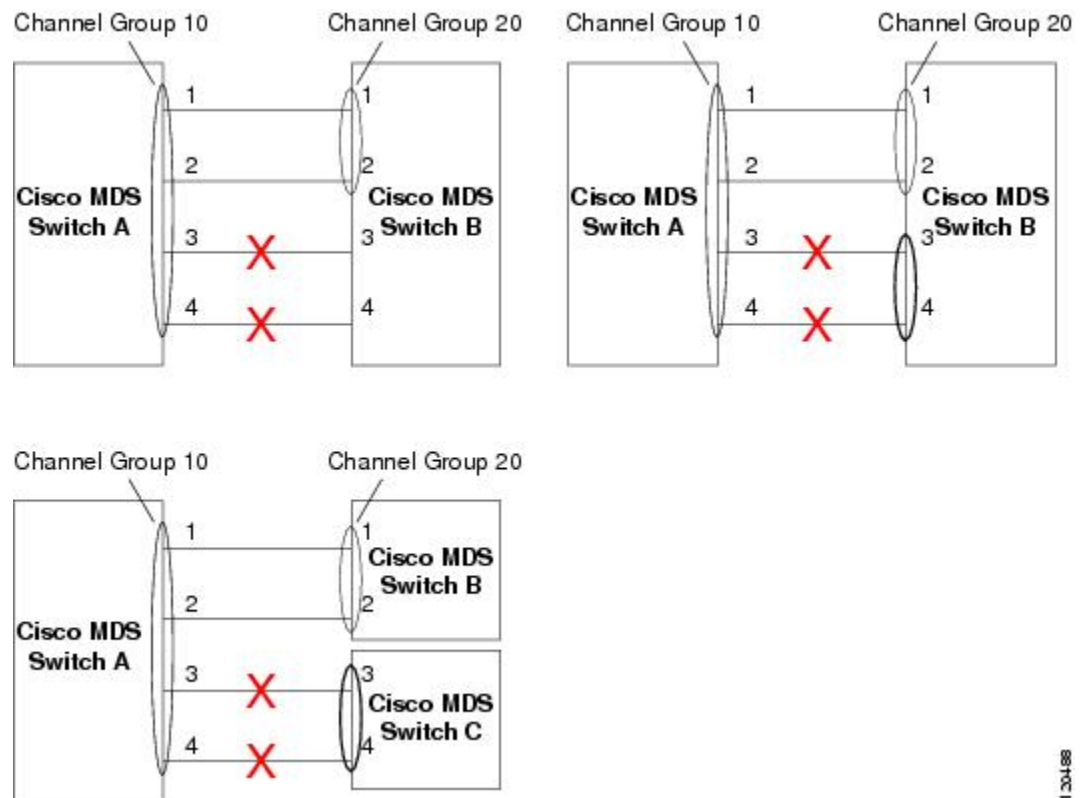 Channel Group 10
Channel Group 20
1
1
2
2
Cisco MDS
Switch A
Cisco MDS
Switch B
3
X
3
4
X
4
Channel Group 10
Channel Group 20
1
1
2
2
Cisco MDS
Switch A
Cisco MDS
Switch B
3
X
3
4
X
4
Channel Group 10
Channel Group 20
1
1
Cisco MDS
Switch B
2
2
Cisco MDS
Switch A
3
X
3
Cisco MDS
Switch C
4
X
4
120488